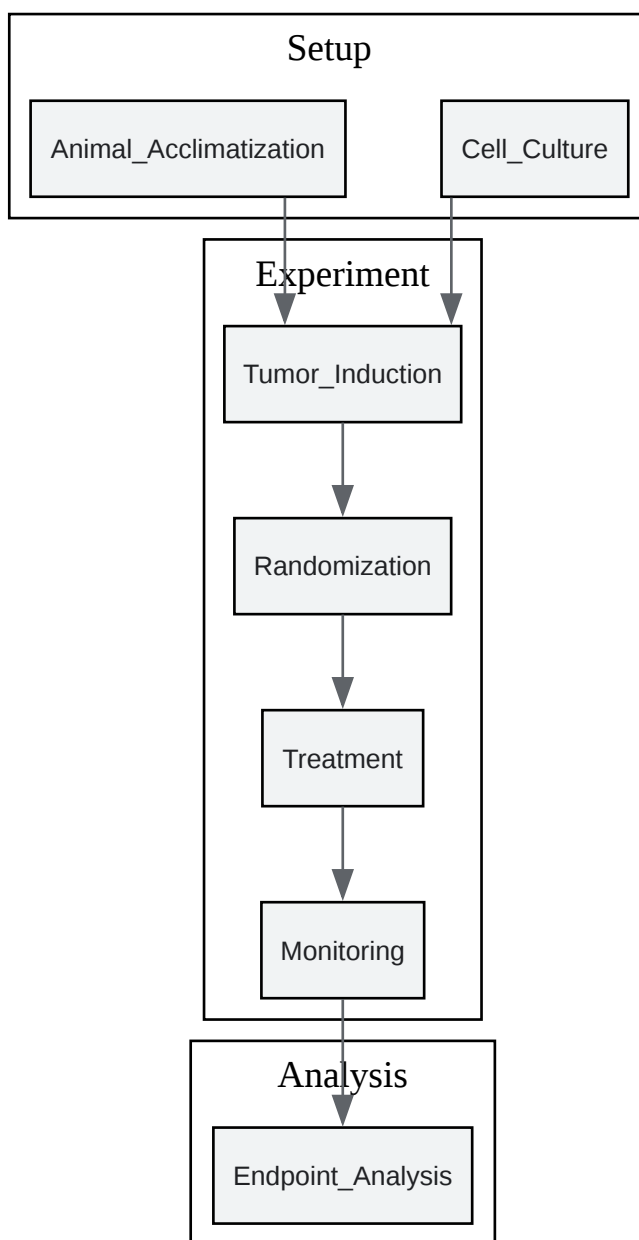 Setup
Animal_Acclimatization
Cell_Culture
Experiment
Tumor_Induction
Randomization
Treatment
Monitoring
Analysis
Endpoint_Analysis